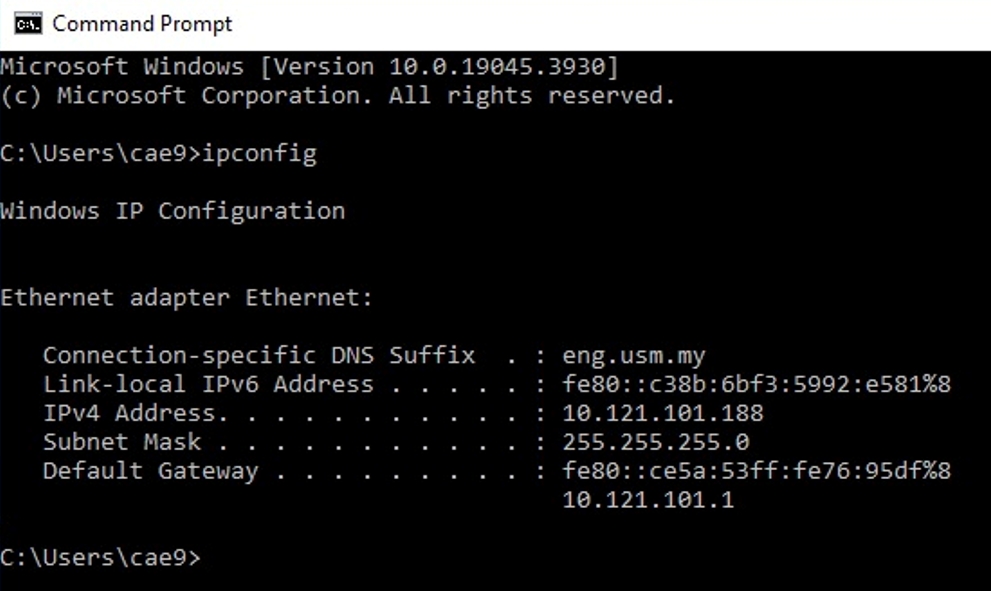 Command Prompt
Microsoft Windows [Version 10.0.19045.3930]
(c) Microsoft Corporation. All rights reserved.
C:\Users\cae9>ipconfig
Windows IP Configuration
Ethernet adapter Ethernet:
Connection-specific DNS Suffix  . : eng.usm.my
Link-local IPv6 Address . . . . . : fe80::c38b:6bf3:5992:e581%8
IPv4 Address. . . . . . . . . . . : 10.121.101.188
Subnet Mask . . . . . . . . . . . : 255.255.255.0
Default Gateway . . . . . . . . . : fe80::ce5a:53ff:fe76:95df%8
10.121.101.1
C:\Users\cae9>